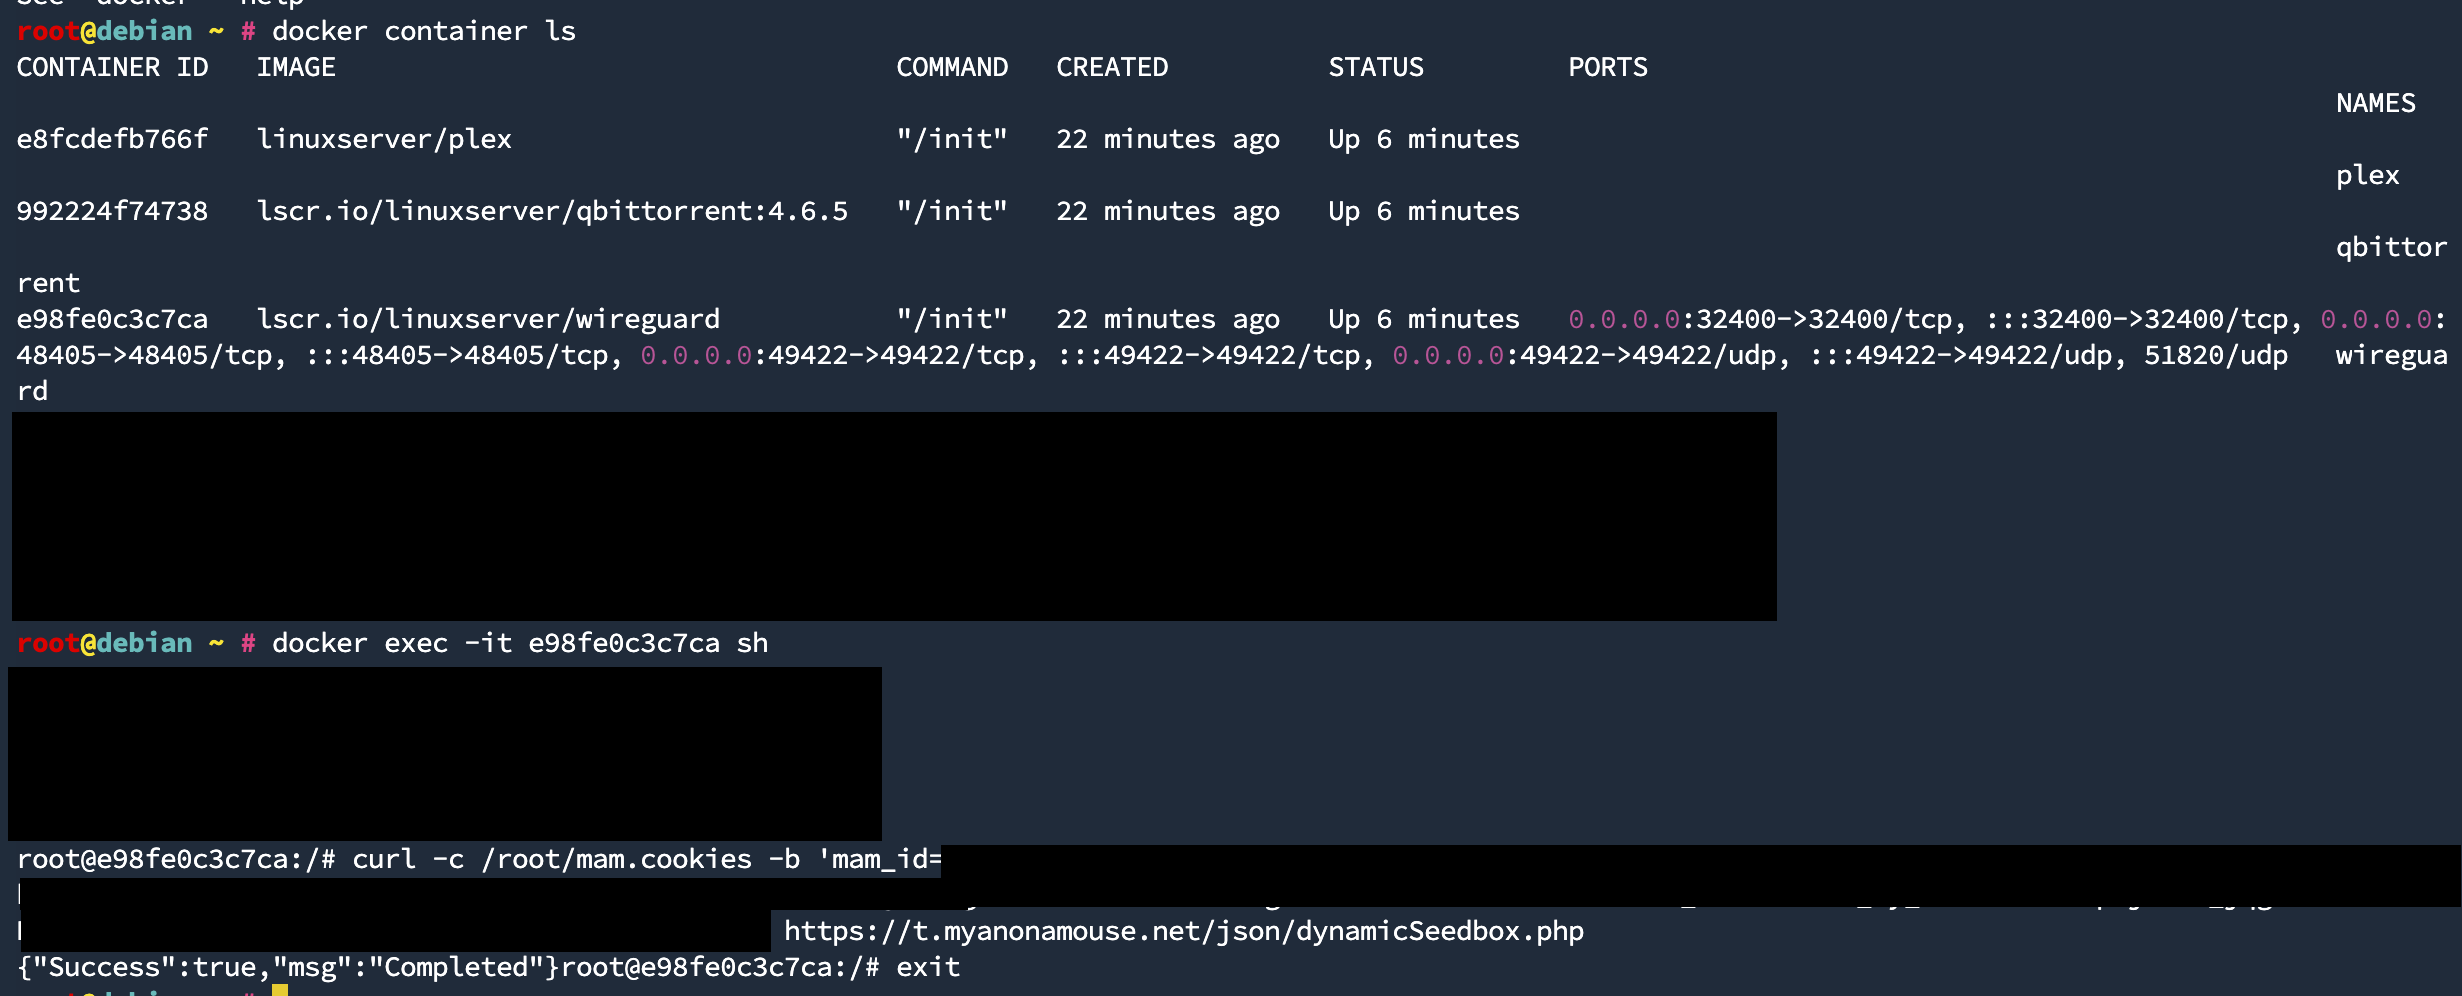 root@debian ~ # docker container ls
CONTAINER ID   IMAGE                                   COMMAND   CREATED          STATUS         PORTS
NAMES
e8fcdefb766f   linuxserver/plex                        "/init"   22 minutes ago   Up 6 minutes
plex
992224f74738   lscr.io/linuxserver/qbittorrent:4.6.5   "/init"   22 minutes ago   Up 6 minutes
qbittor
rent
e98fe0c3c7ca   lscr.io/linuxserver/wireguard           "/init"   22 minutes ago   Up 6 minutes   0.0.0.0:32400->32400/tcp, :::32400->32400/tcp, 0.0.0.0:
48405->48405/tcp, :::48405->48405/tcp, 0.0.0.0:49422->49422/tcp, :::49422->49422/tcp, 0.0.0.0:49422->49422/udp, :::49422->49422/udp, 51820/udp   wiregua
rd
root@debian ~ # docker exec -it e98fe0c3c7ca sh
root@e98fe0c3c7ca:/# curl -c /root/mam.cookies -b 'mam_id=
https://t.myanonamouse.net/json/dynamicSeedbox.php
{"Success":true,"msg":"Completed"}root@e98fe0c3c7ca:/# exit